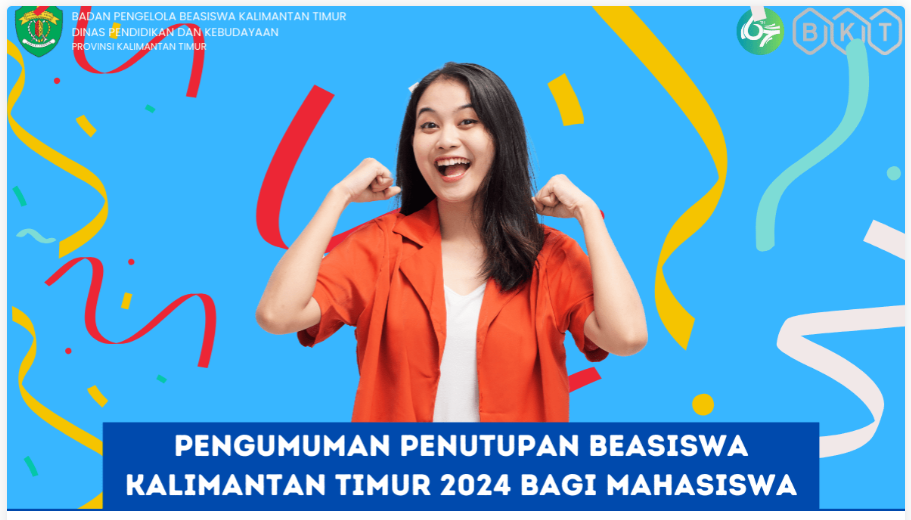 BADAN PENGELOLA BEASISWA KALIMANTAN TIMUR
DINAS PENDIDIKAN DAN KEBUDAYAAN
PROVINSI KALIMANTAN TIMUR
BKT
PENGUMUMAN PENUTUPAN BEASISWA
KALIMANTAN TIMUR 2024 BAGI MAHASISWA